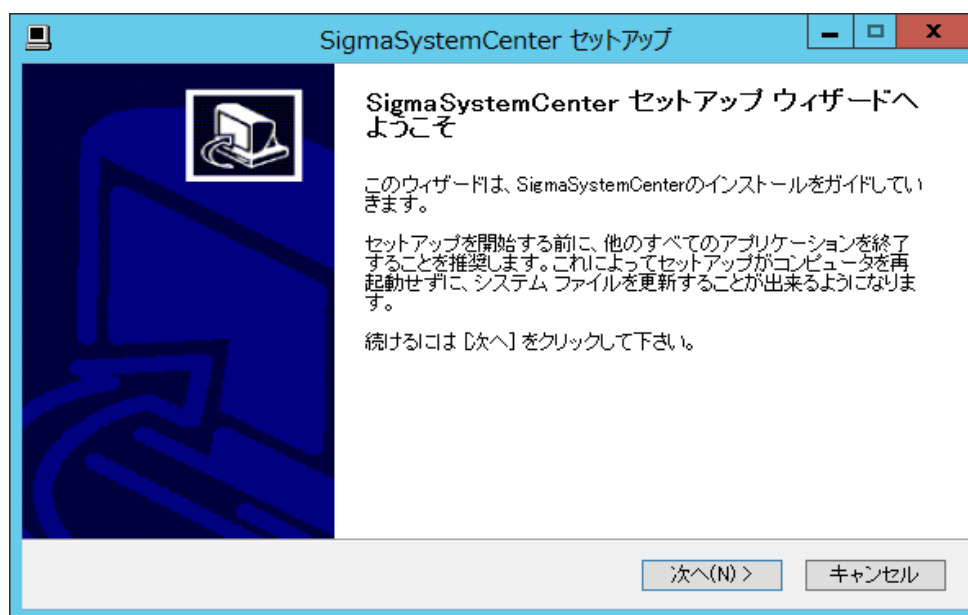 SigmaSystemCenter セットアップ
SigmaSystemCenter セットアップ ウィザードへ
ようこそ
このウィザードは、SigmaSystemCenterのインストールをガイドしてい
きます。
セットアップを開始する前に、他のすべてのアプリケーションを終了
することを推奨します。これによってセットアップがコンピュータを再
起動せずに、システム ファイルを更新することが出来るようになりま
す。
続けるには [次へ] をクリックして下さい。
次へ(N) >
キャンセル